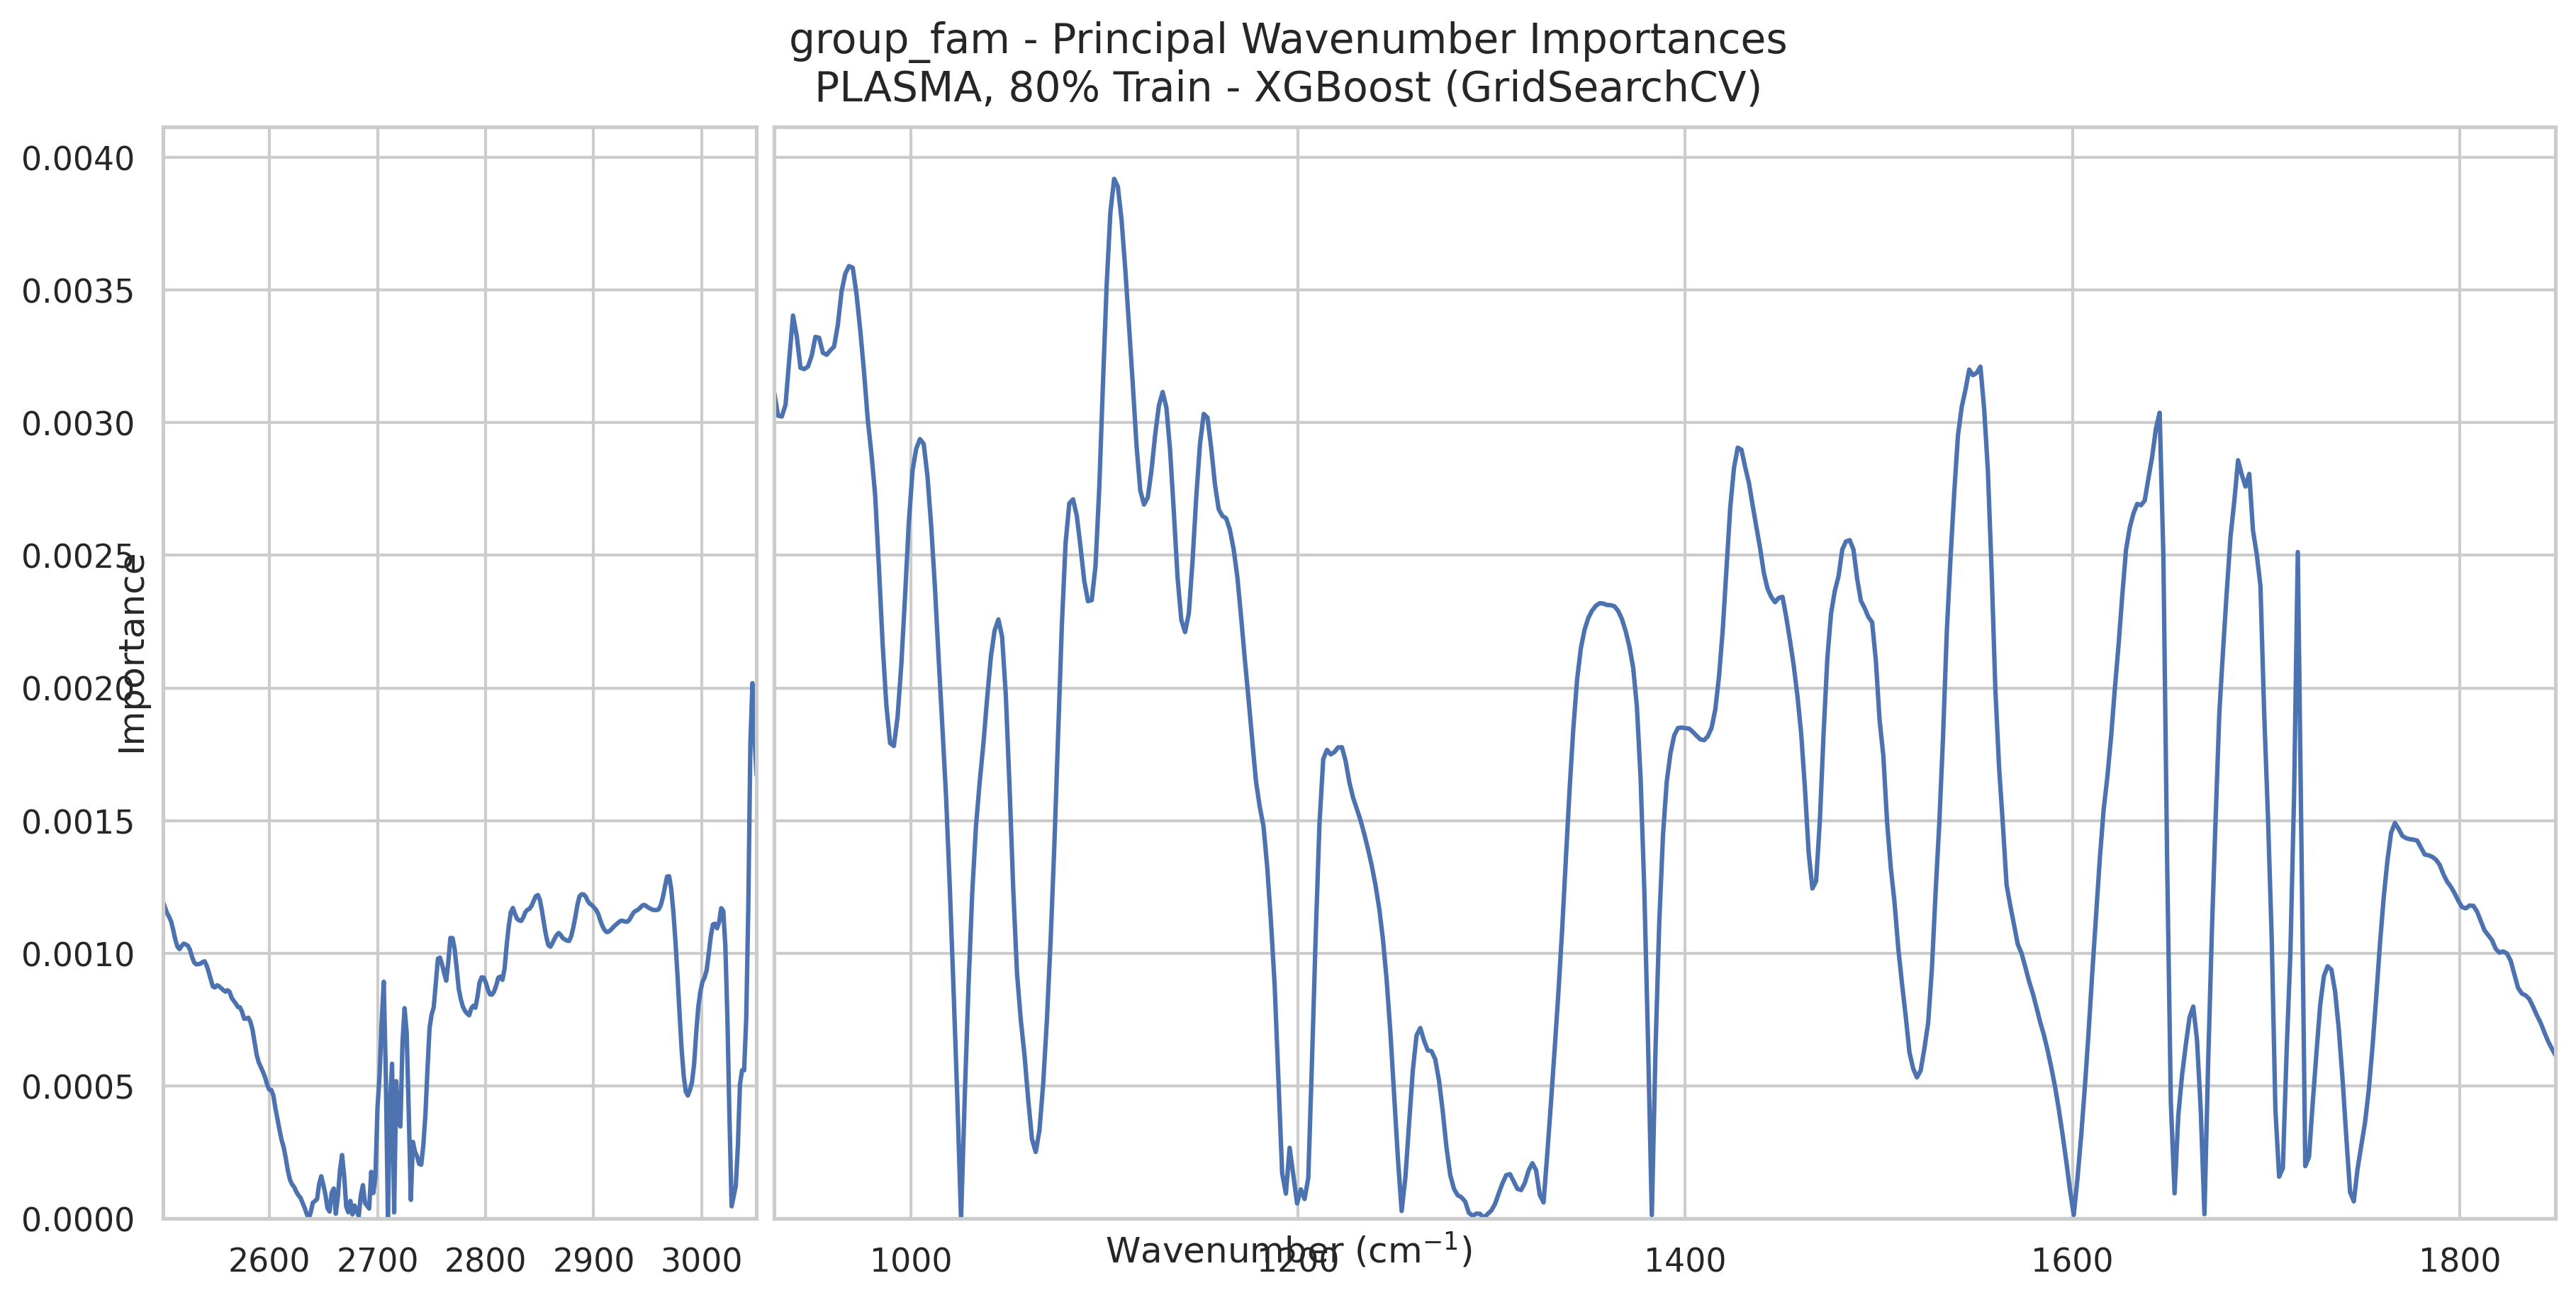 group_fam - Principal Wavenumber Importances
PLASMA, 80% Train - XGBoost (GridSearchCV)
0.0040
0.0035
0.0030
0.0025
0.0020
0.0015
0.0010
0.0005
0.0000
Importance
2600 2700 2800 2900 3000 1000 1200 1400 1600 1800
Wavenumber (cm⁻¹)